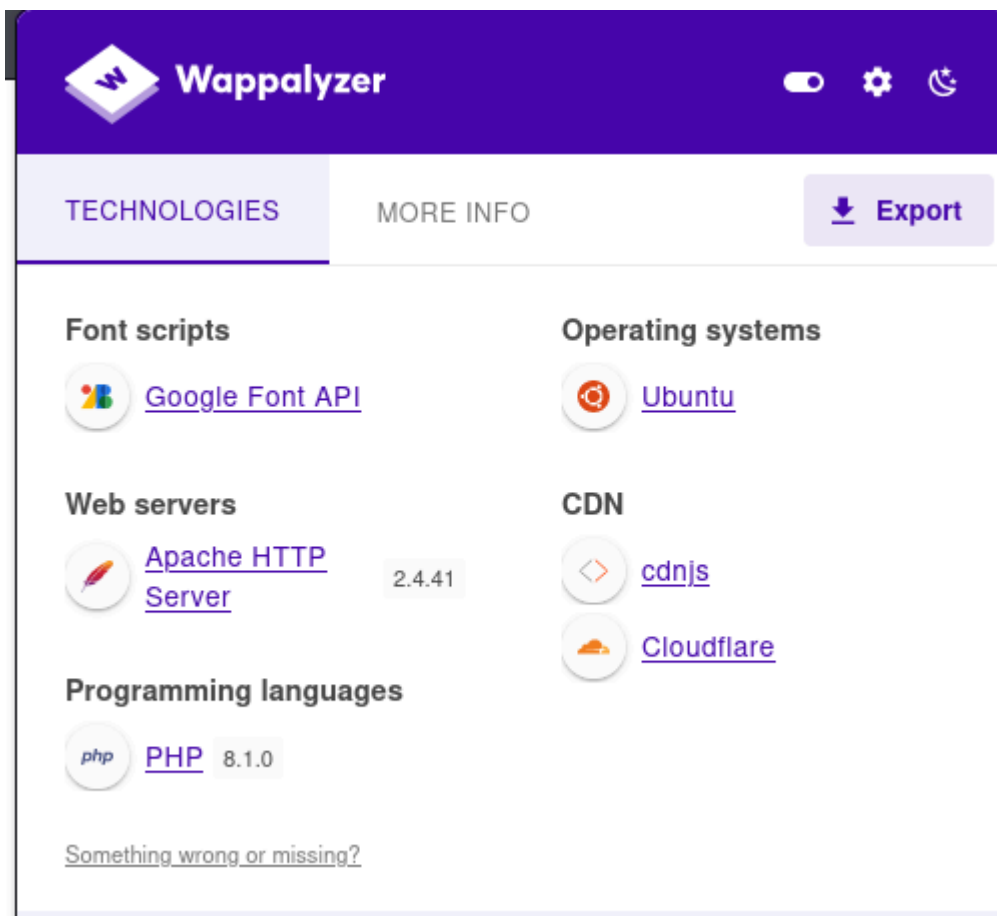 Wappalyzer
TECHNOLOGIES
MORE INFO
Export
Font scripts
Google Font API
Operating systems
Ubuntu
Web servers
Apache HTTP
Server
2.4.41
CDN
cdnjs
Cloudflare
Programming languages
php
PHP
8.1.0
Something wrong or missing?